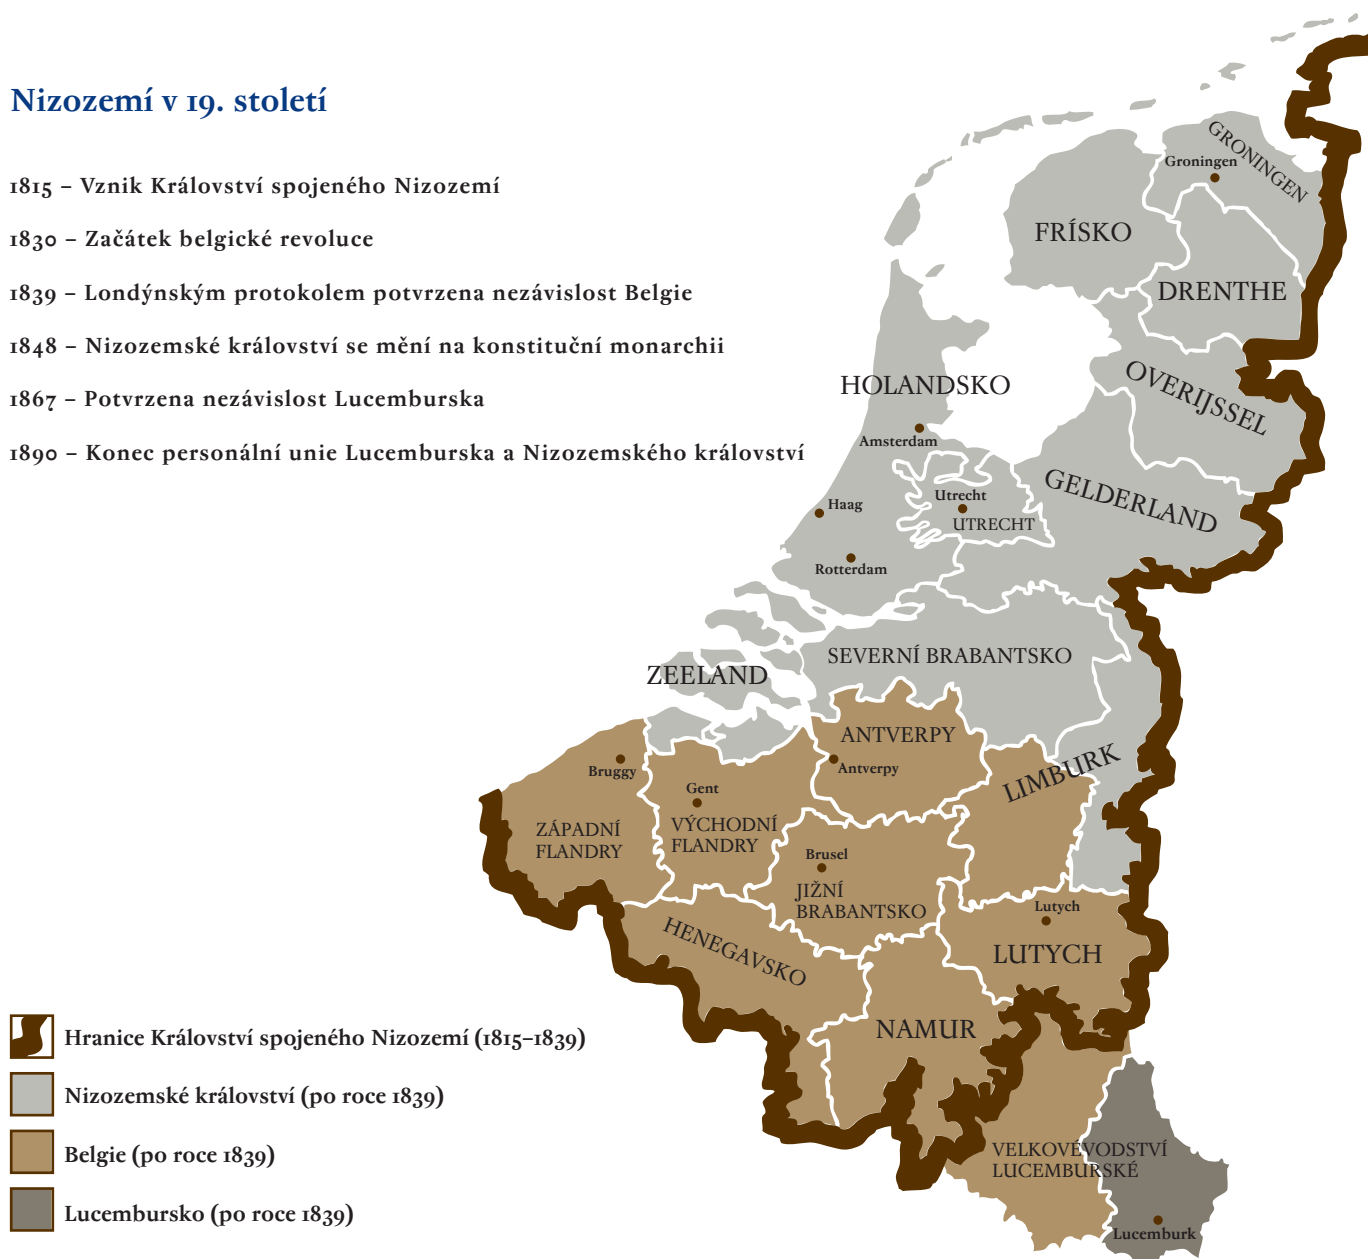 Nizozemí v 19. století
1815 – Vznik Království spojeného Nizozemí
1830 – Začátek belgické revoluce
1839 – Londýnským protokolem potvrzena nezávislost Belgie
1848 – Nizozemské království se mění na konstituční monarchii
1867 – Potvrzena nezávislost Lucemburska
1890 – Konec personální unie Lucemburska a Nizozemského království
GRONINGEN
Groningen
FRÍSKO
DRENTHE
OVERIJSSEL
HOLANDSKO
Amsterdam
GELDERLAND
Utrecht
UTRECHT
Haag
Rotterdam
SEVERNÍ BRABANTSKO
ZEELAND
ANTVERPY
Antverpy
LIMBURK
Bruggy
Gent
ZÁPADNÍ
FLANDRY
VÝCHODNÍ
FLANDRY
Brusel
JIŽNÍ
BRABANTSKO
Lutych
LUTYCH
HENEGAVSKO
NAMUR
VELKOVÉVODSTVÍ
LUCEMBURSKÉ
Lucemburk
Hranice Království spojeného Nizozemí (1815–1839)
Nizozemské království (po roce 1839)
Belgie (po roce 1839)
Lucembursko (po roce 1839)